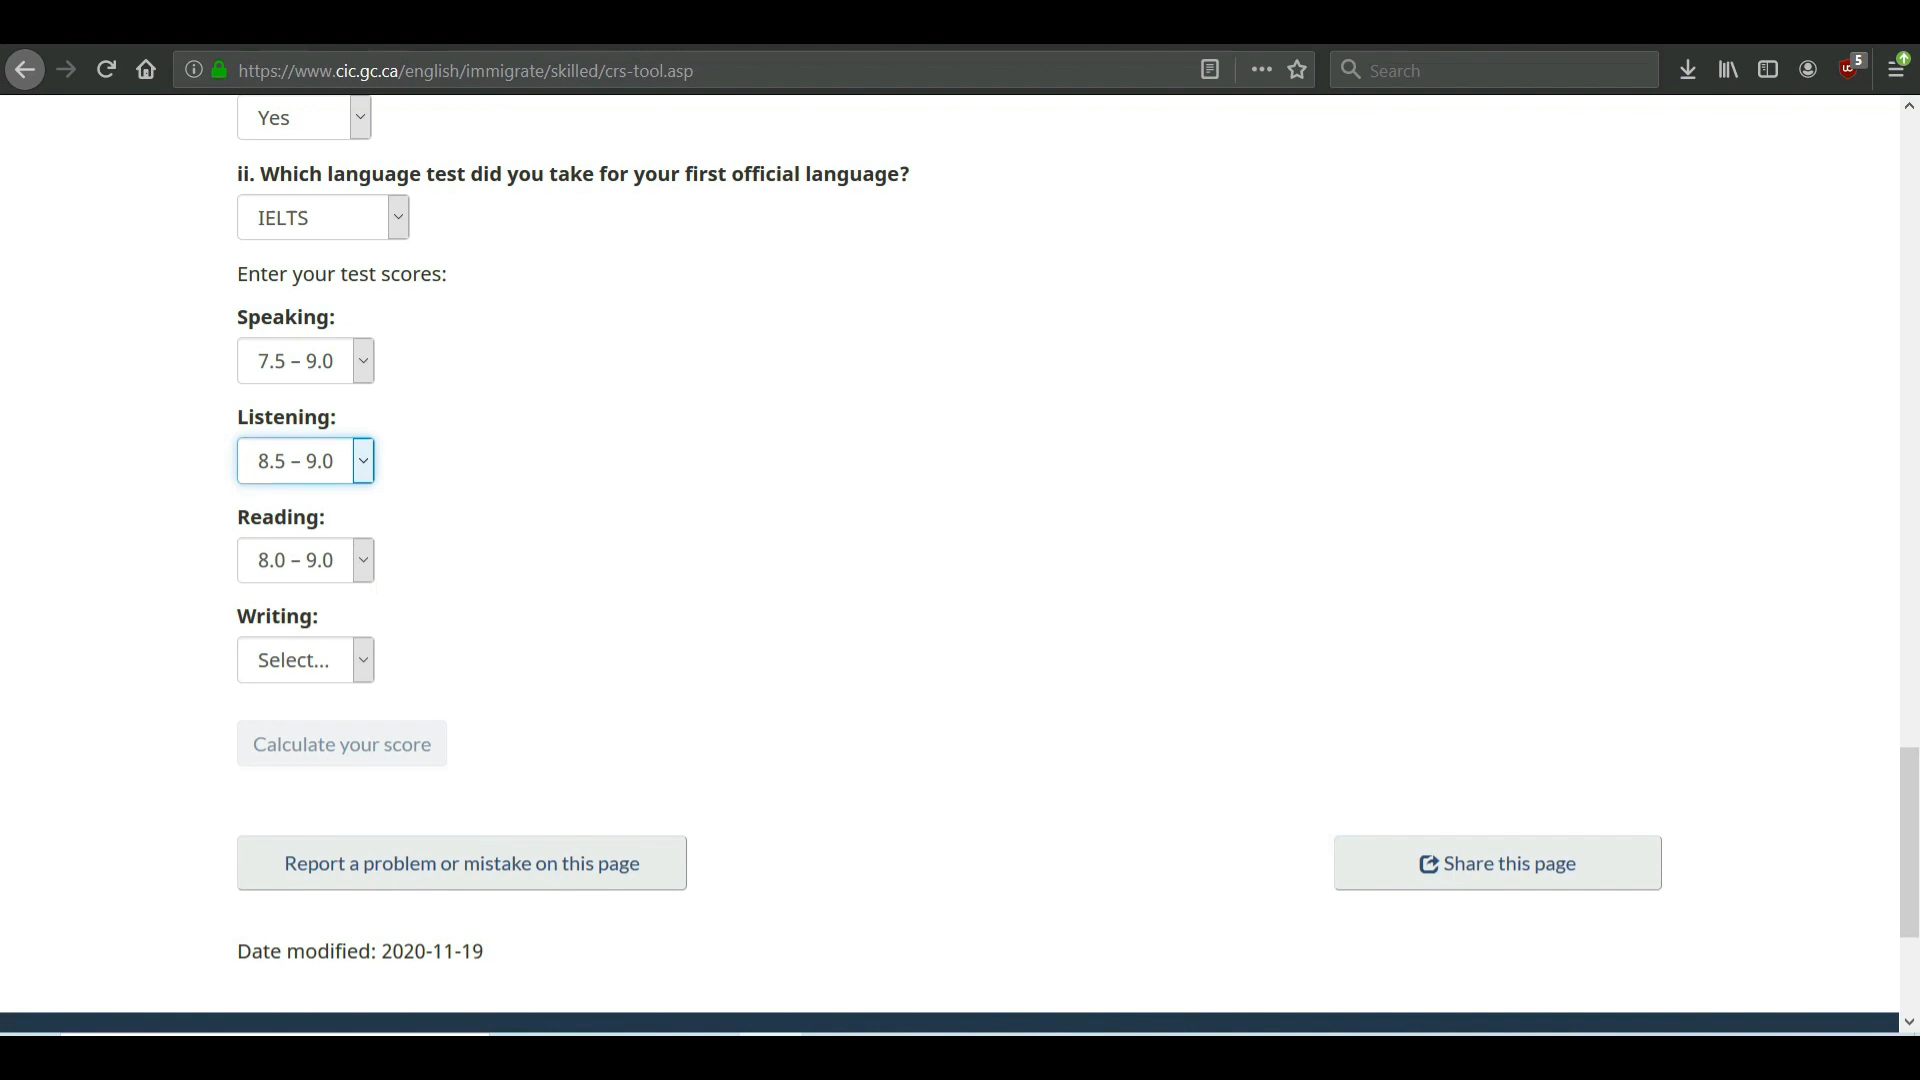 https://www.cic.gc.ca/english/immigrate/skilled/crs-tool.asp
Search
5
Yes
ii. Which language test did you take for your first official language?
IELTS
Enter your test scores:
Speaking:
7.5 – 9.0
Listening:
8.5 – 9.0
Reading:
8.0 – 9.0
Writing:
Select...
Calculate your score
Report a problem or mistake on this page
Share this page
Date modified: 2020-11-19